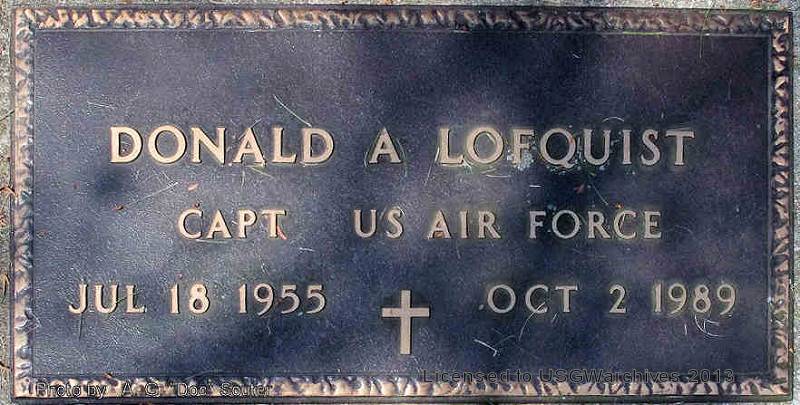 DONALD A LOFQUIST
CAPT US AIR FORCE
JUL 18 1955 OCT 2 1989
Photo by A. G. "Doc" Souter
Licensed to USGWarchives 2013